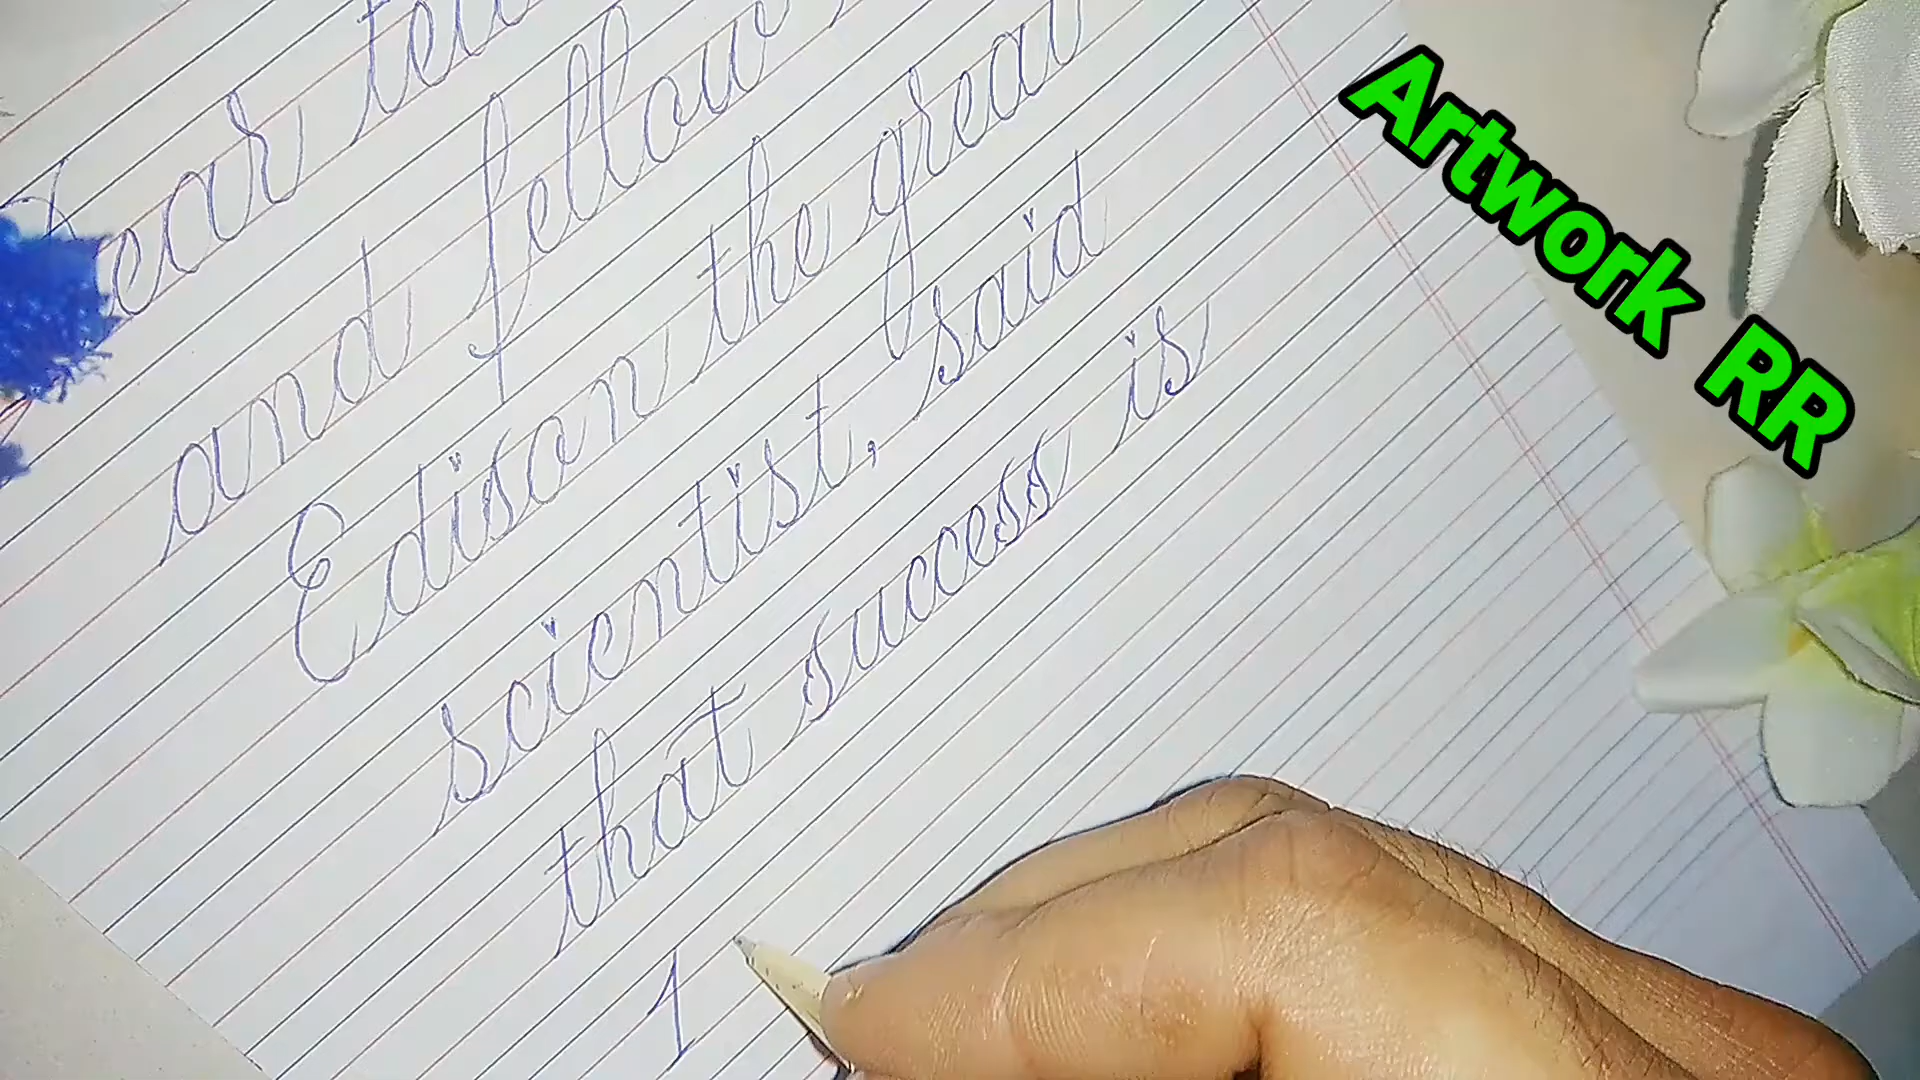 ear
and fellow
Edison the great
scientist, said
that success is
1
Artwork RR